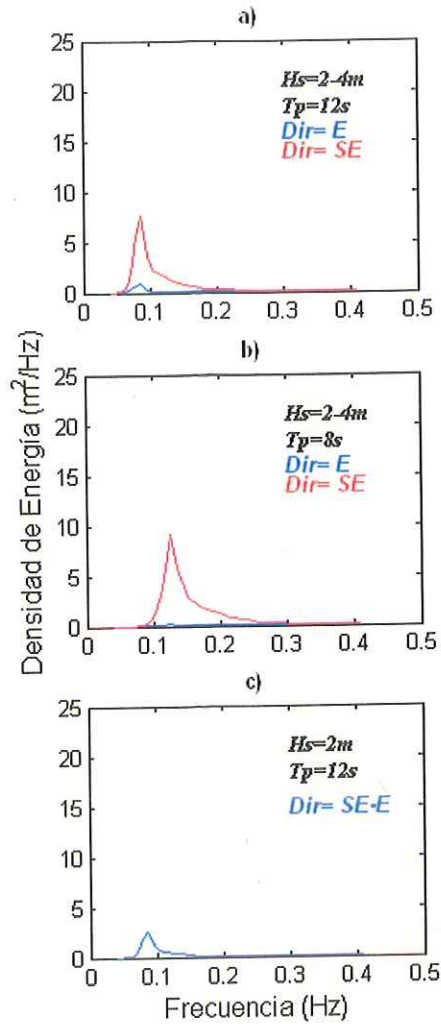 a)
25
20
15
10
5
0
Hs=2-4m
Tp=12s
Dir= E
Dir= SE
0 0.1 0.2 0.3 0.4 0.5
b)
25
20
15
10
5
0
Hs=2-4m
Tp=8s
Dir= E
Dir= SE
0 0.1 0.2 0.3 0.4 0.5
Densidad de Energía (m²/Hz)
c)
25
20
15
10
5
0
Hs=2m
Tp=12s
Dir= SE-E
0 0.1 0.2 0.3 0.4 0.5
Frecuencia (Hz)